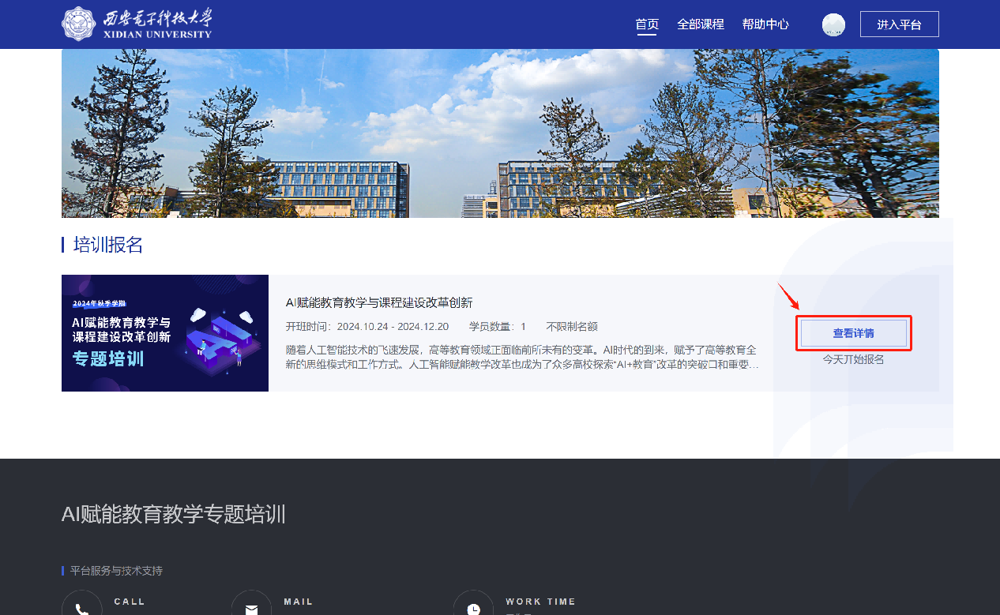 西安电子科技大学
XIDIAN UNIVERSITY
首页 全部课程 帮助中心 进入平台
培训报名
2024年秋季学期
AI赋能教育教学与
课程建设改革创新
专题培训
AI赋能教育教学与课程建设改革创新
开班时间：2024.10.24 - 2024.12.20 学员数量：1 不限制名额
随着人工智能技术的飞速发展，高等教育领域正面临前所未有的变革。AI时代的到来，赋予了高等教育全
新的思维模式和工作方式。人工智能赋能教学改革也成为了众多高校探索“AI+教育”改革的突破口和重要…
查看详情
今天开始报名
AI赋能教育教学专题培训
平台服务与技术支持
CALL MAIL WORK TIME